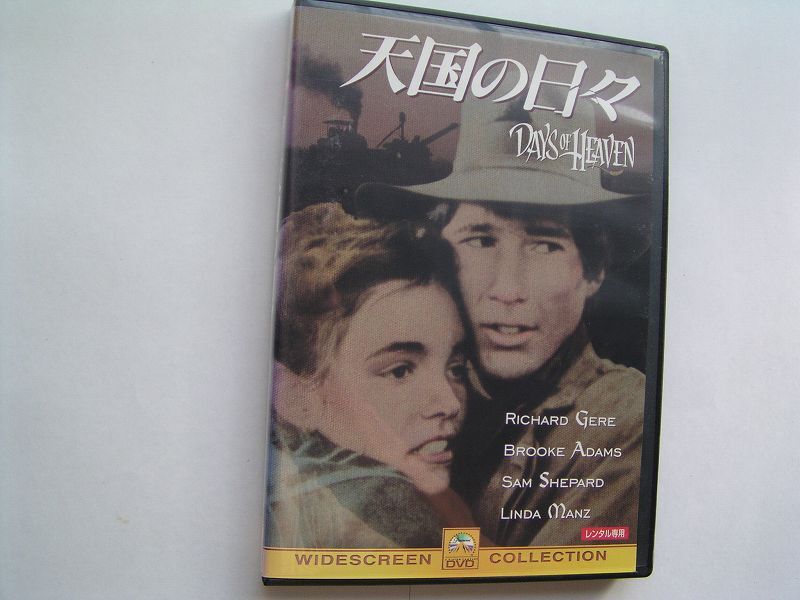 天国の日々
DAYS OF HEAVEN
RICHARD GERE
BROOKE ADAMS
SAM SHEPARD
LINDA MANZ
レンタル専用
WIDESCREEN DVD COLLECTION